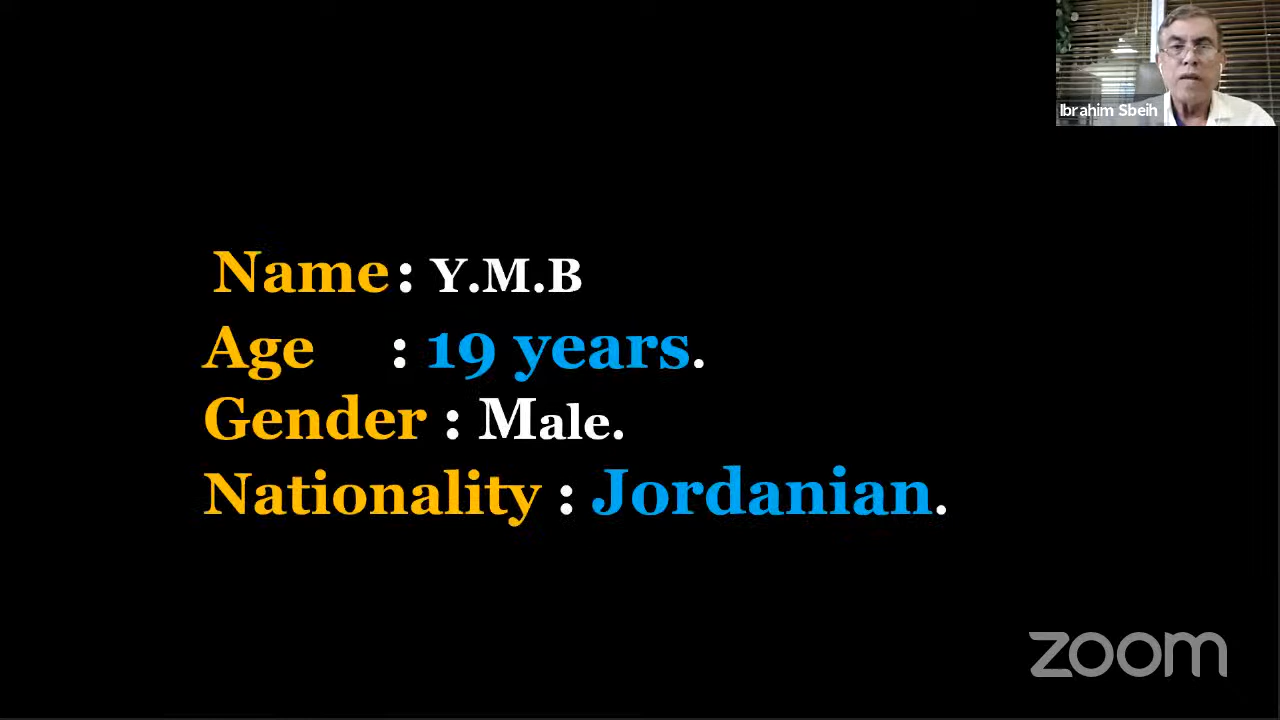 Ibrahim Sbeih
Name : Y.M.B
Age : 19 years.
Gender : Male.
Nationality : Jordanian.
zoom